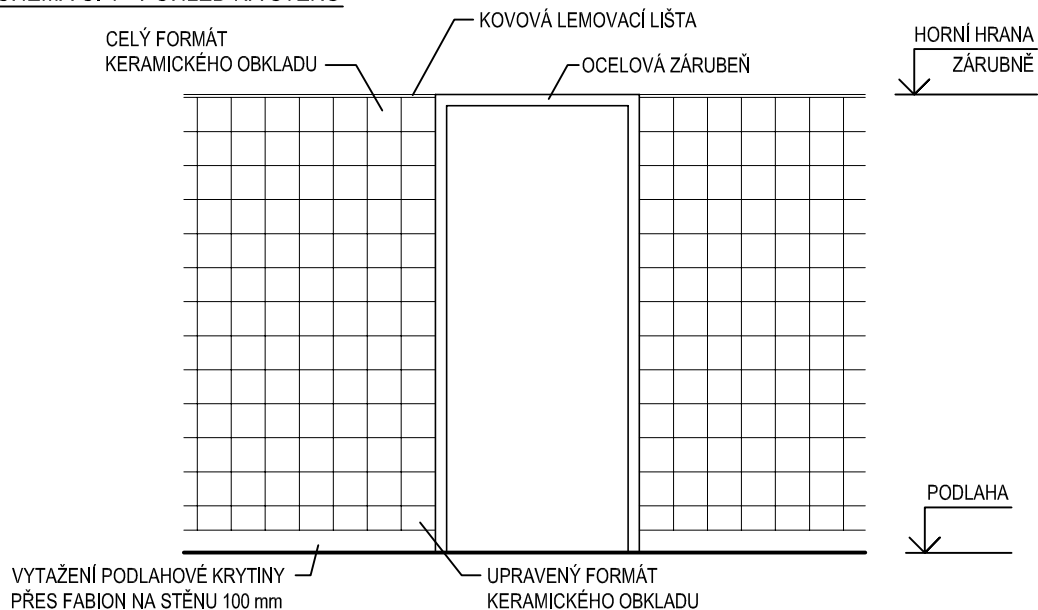 KOVOVÁ LEMOVACÍ LIŠTA
CELÝ FORMÁT
KERAMICKÉHO OBKLADU
OCELOVÁ ZÁRUBEŇ
HORNÍ HRANA
ZÁRUBNĚ
PODLAHA
VYTAŽENÍ PODLAHOVÉ KRYTINY
PŘES FABION NA STĚNU 100 mm
UPRAVENÝ FORMÁT
KERAMICKÉHO OBKLADU